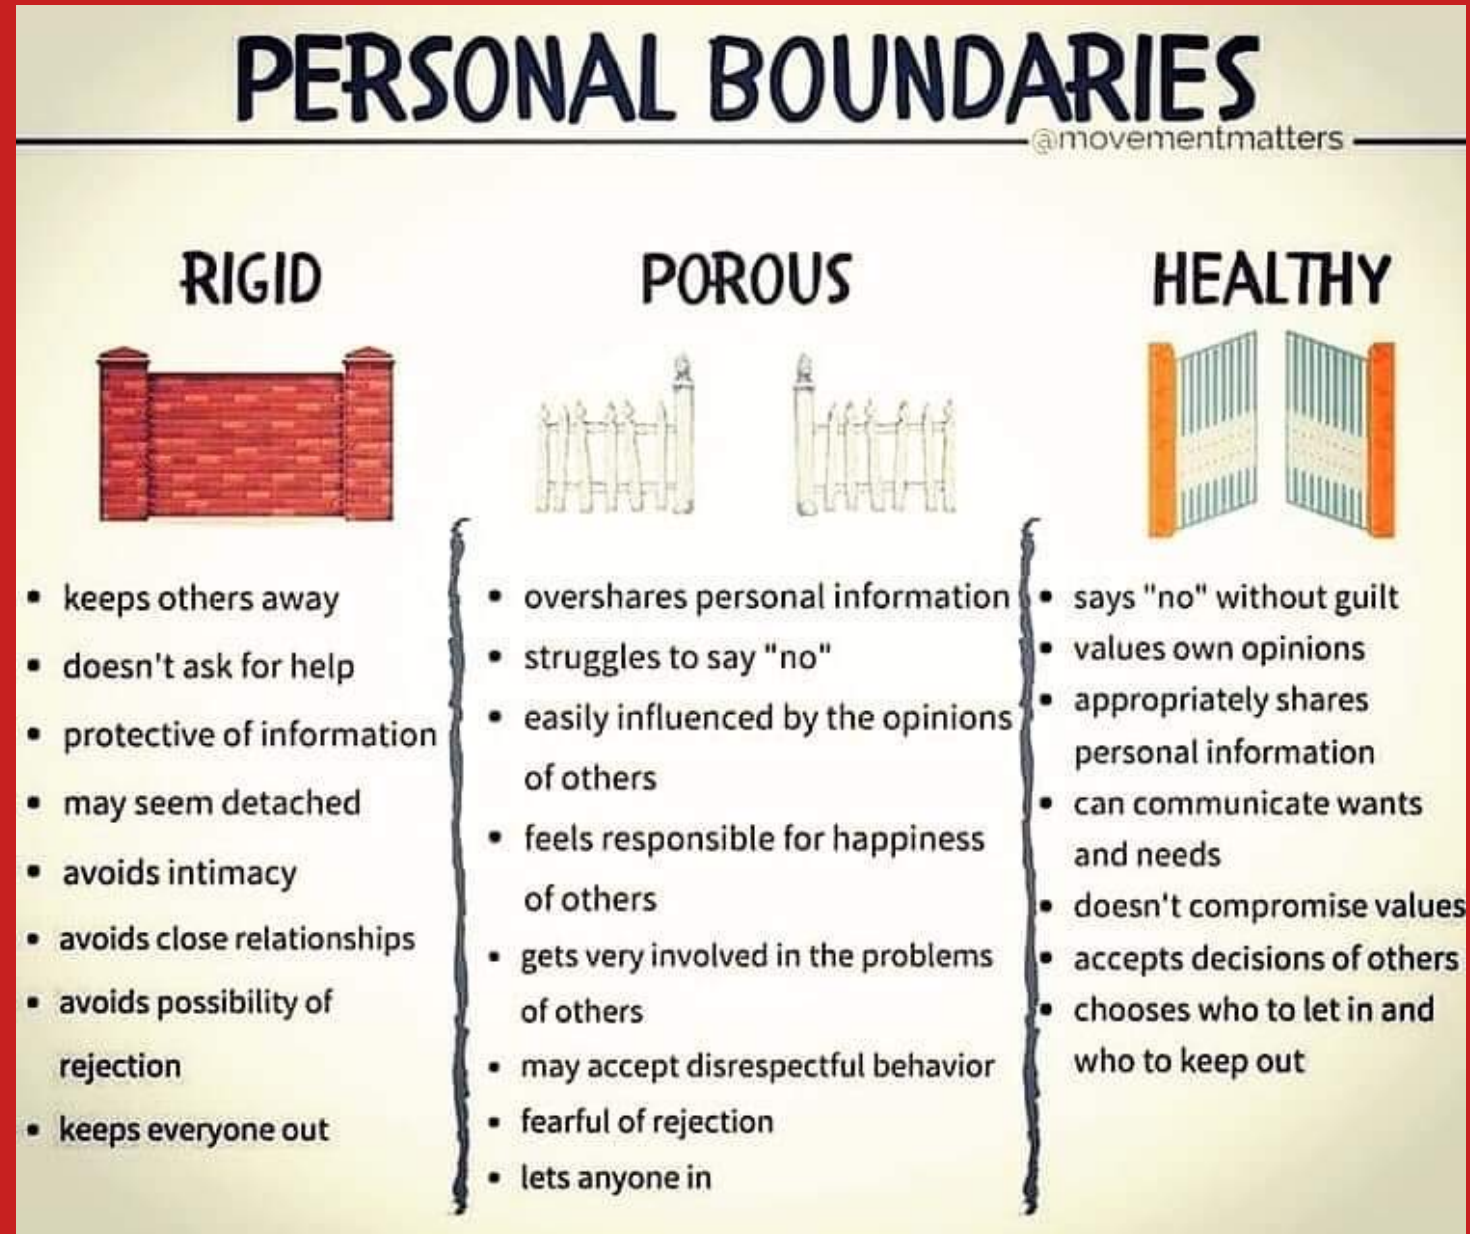 PERSONAL BOUNDARIES
@movementmatters
RIGID
• keeps others away
• doesn't ask for help
• protective of information
• may seem detached
• avoids intimacy
• avoids close relationships
• avoids possibility of
rejection
• keeps everyone out
POROUS
• overshares personal information
• struggles to say "no"
• easily influenced by the opinions
of others
• feels responsible for happiness
of others
• gets very involved in the problems
of others
• may accept disrespectful behavior
• fearful of rejection
• lets anyone in
HEALTHY
• says "no" without guilt
• values own opinions
• appropriately shares
personal information
• can communicate wants
and needs
• doesn't compromise values
• accepts decisions of others
• chooses who to let in and
who to keep out